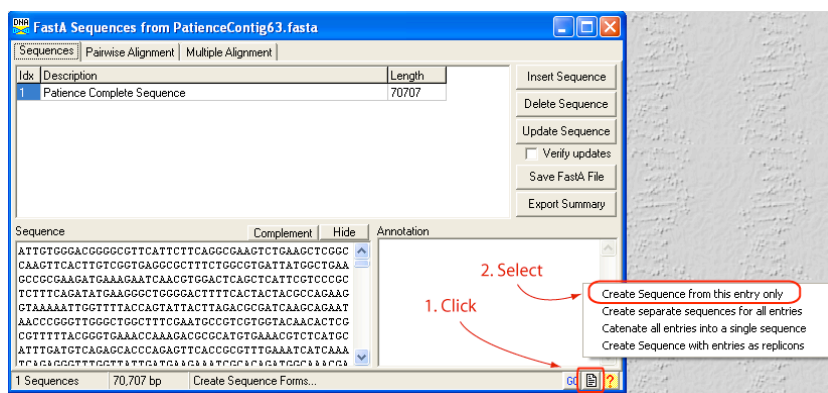 DNA FastA Sequences from PatienceContig63.fasta
Sequences Pairwise Alignment Multiple Alignment
Idx Description Length
1 Patience Complete Sequence 70707
Insert Sequence
Delete Sequence
Update Sequence
Verify updates
Save FastA File
Export Summary
Sequence Complement Hide Annotation
ATTGTGGGACGGGGCGTTCATTCTTCAGGCGAAGTCTGAAGCTCGGC
CAAGTTCACTTGTCGGTGAGGCGCTTTCTGGCGTGATTATGGCTGAA
GCCGCGAAGATGAAAGAATCAACGTGGACTCAGCTCATTCGTCCCGC
TCTTTCAGATATGAAGGGCTGGGACTTTTCACTACTACGCCAGAAG
GTAAAAATTGGTTTTACCAGTATTACTTAGACGCGATCAAGCAGAAT
AACCCGGGTTGGGCTGGCTTTCGAATGCCGTCGTGGTACAACACTCG
CGTTTTTACGGGTGAAACCAAAGACGCGCATGTGAAACGTCTCATGC
ATTTGATGTCAGAGCACCCAGAGTTCACCGCGTTTGAAATCATCAAA
TCAGAGGGTTTGGTTATTGATGAAGAAATCGCACAGATGGCAAACGA
2. Select
1. Click
Create Sequence from this entry only
Create separate sequences for all entries
Catenate all entries into a single sequence
Create Sequence with entries as replicons
1 Sequences 70,707 bp Create Sequence Forms... GC ?